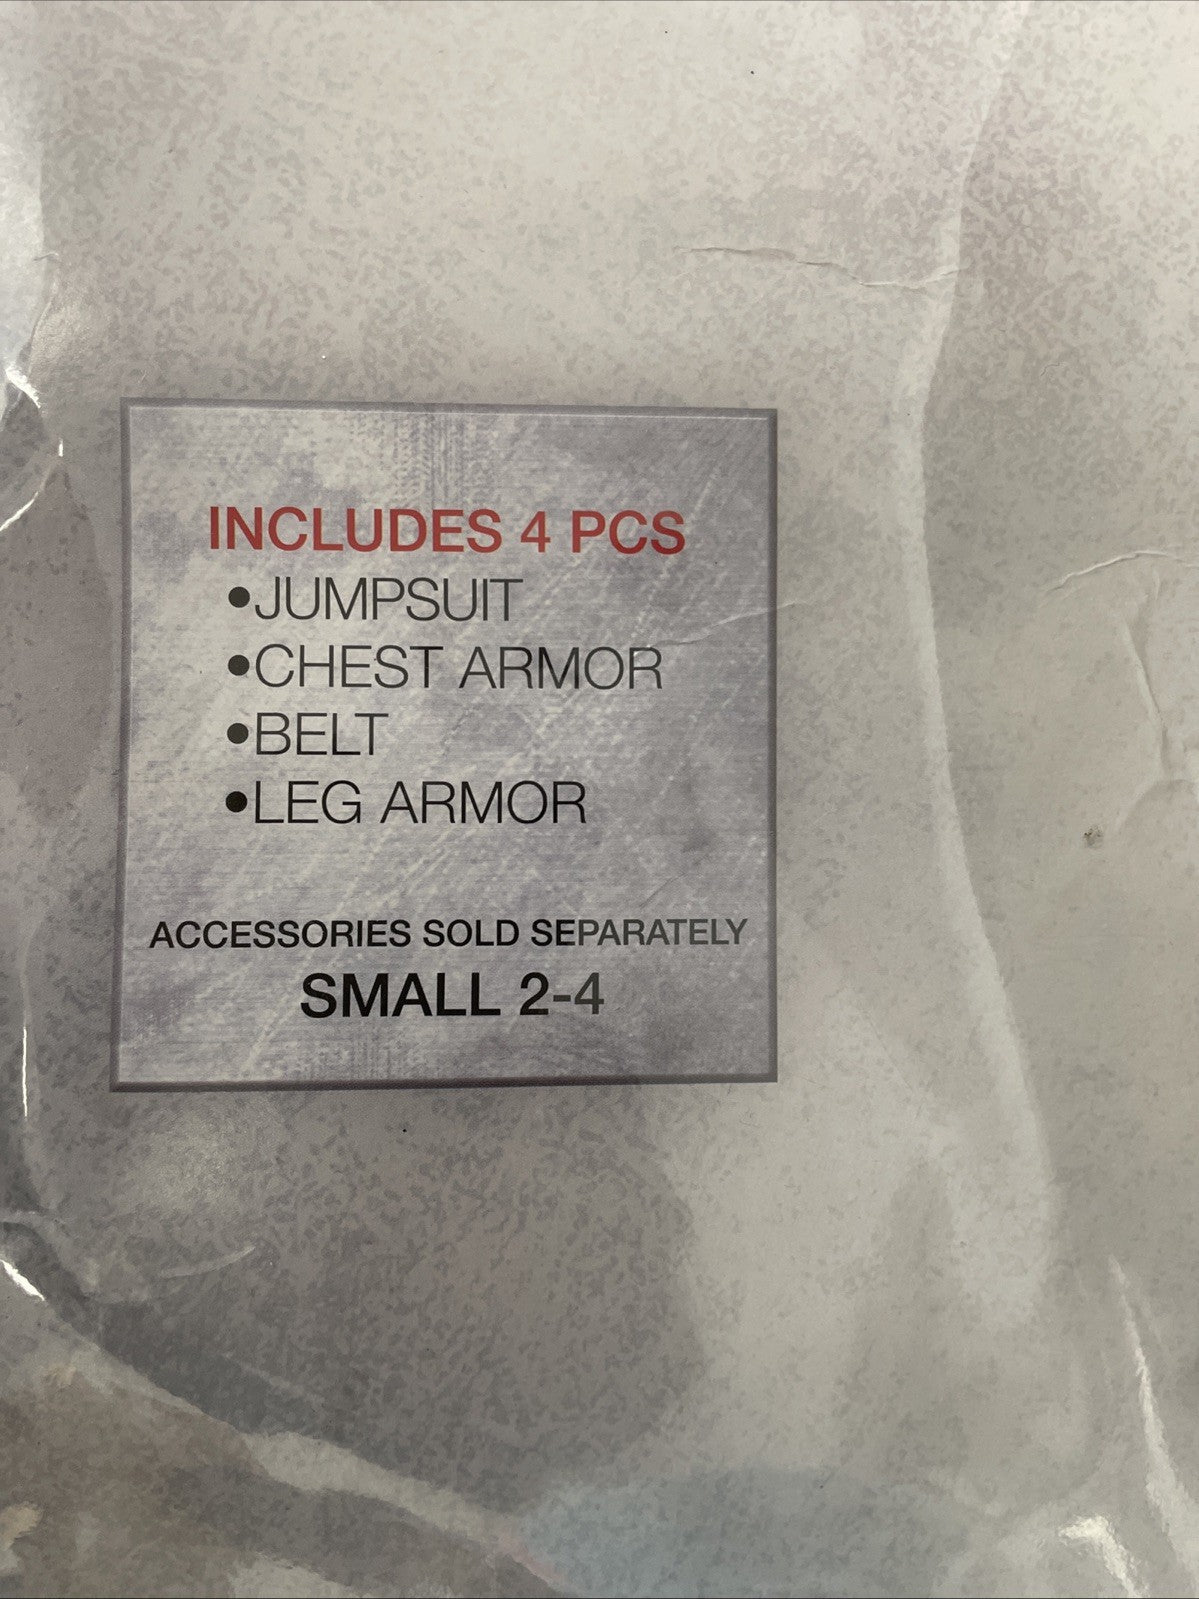 INCLUDES 4 PCS
•JUMPSUIT
•CHEST ARMOR
•BELT
•LEG ARMOR
ACCESSORIES SOLD SEPARATELY
SMALL 2-4